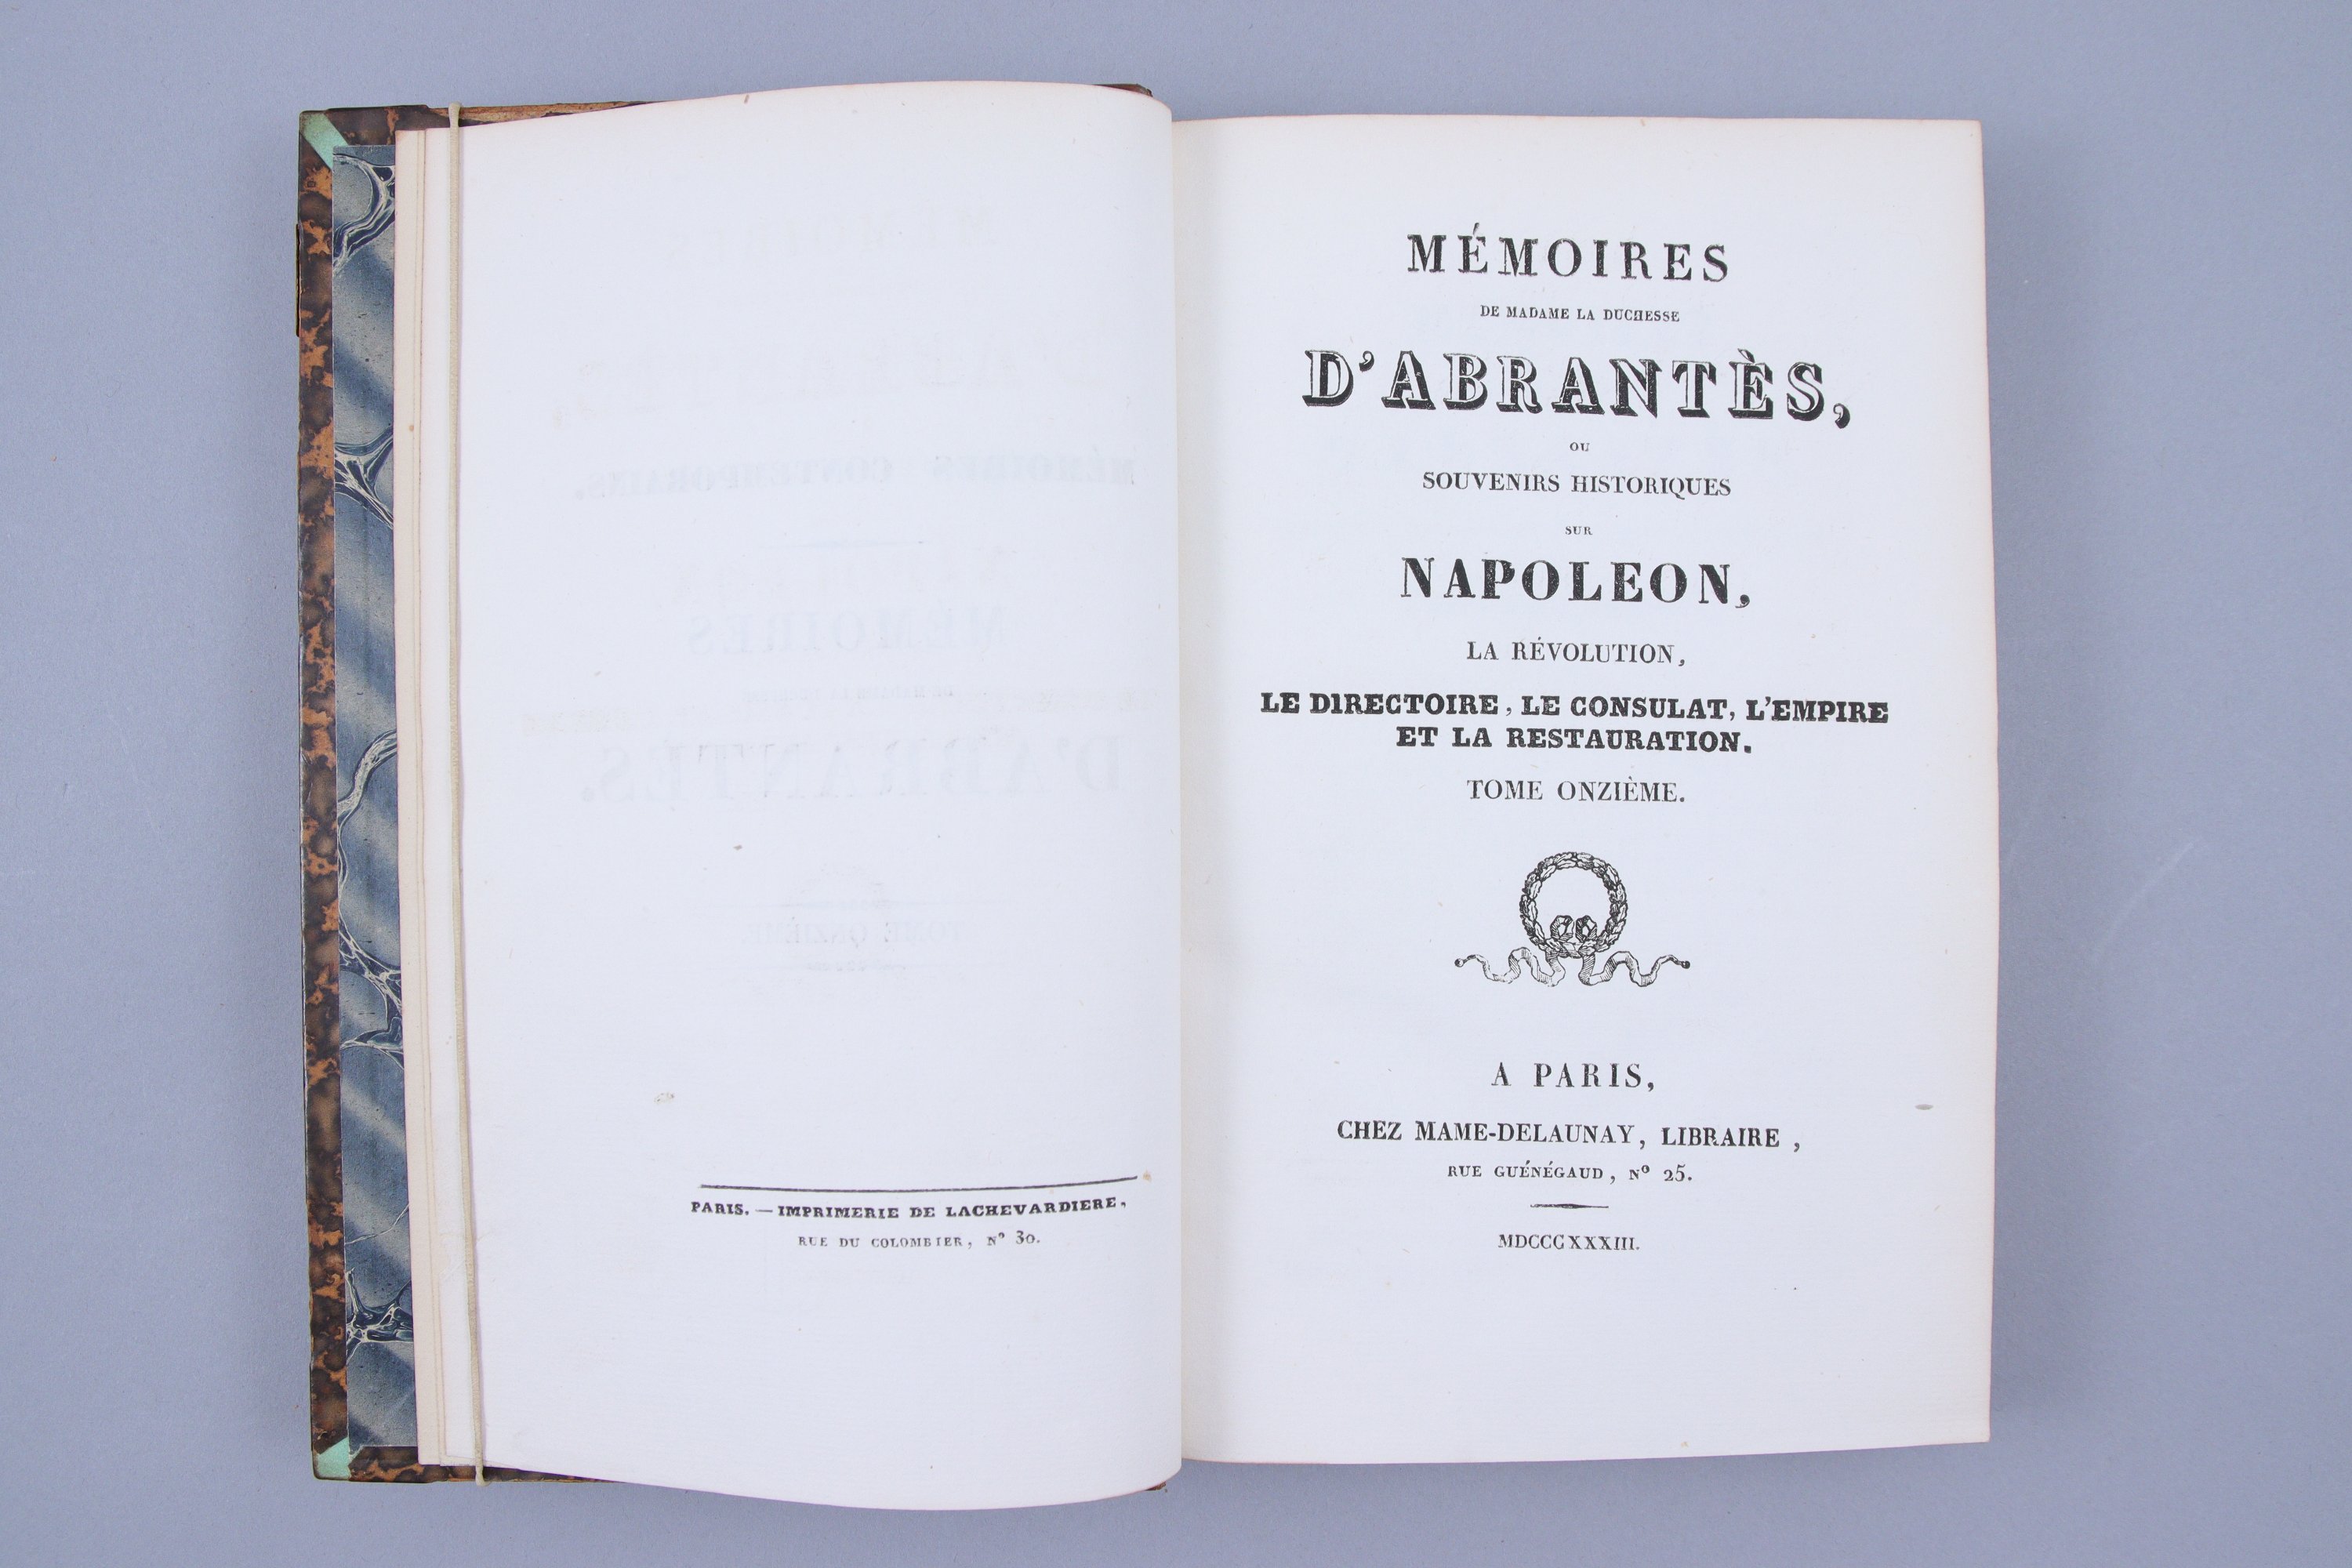 PARIS. — IMPRIMERIE DE LACHEVARDIERE,
RUE DU COLOMBIER, Nº 30.
MÉMOIRES
DE MADAME LA DUCHESSE
D'ABRANTÈS,
OU
SOUVENIRS HISTORIQUES
SUR
NAPOLEON,
LA RÉVOLUTION,
LE DIRECTOIRE, LE CONSULAT, L'EMPIRE
ET LA RESTAURATION.
TOME ONZIÈME.
A PARIS,
CHEZ MAME-DELAUNAY, LIBRAIRE,
RUE GUÉNÉGAUD, Nº 25.
MDCCCXXXIII.